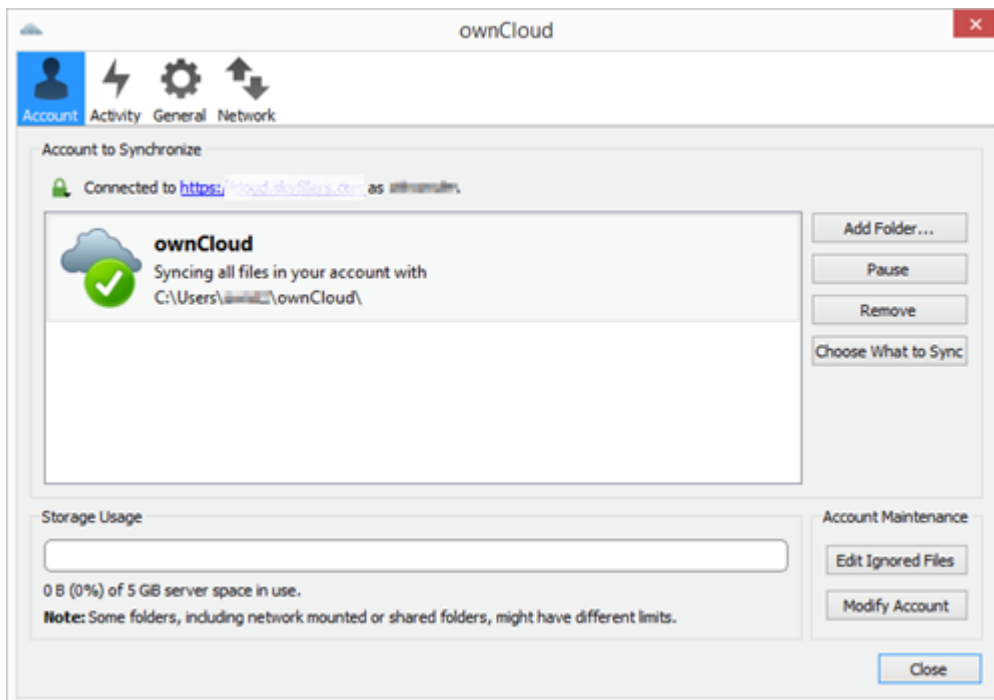 ownCloud
Account Activity General Network
Account to Synchronize
Connected to https:/ as
ownCloud
Syncing all files in your account with
C:\Users\ \ownCloud\
Add Folder...
Pause
Remove
Choose What to Sync
Storage Usage
0 B (0%) of 5 GiB server space in use.
Note: Some folders, including network mounted or shared folders, might have different limits.
Account Maintenance
Edit Ignored Files
Modify Account
Close